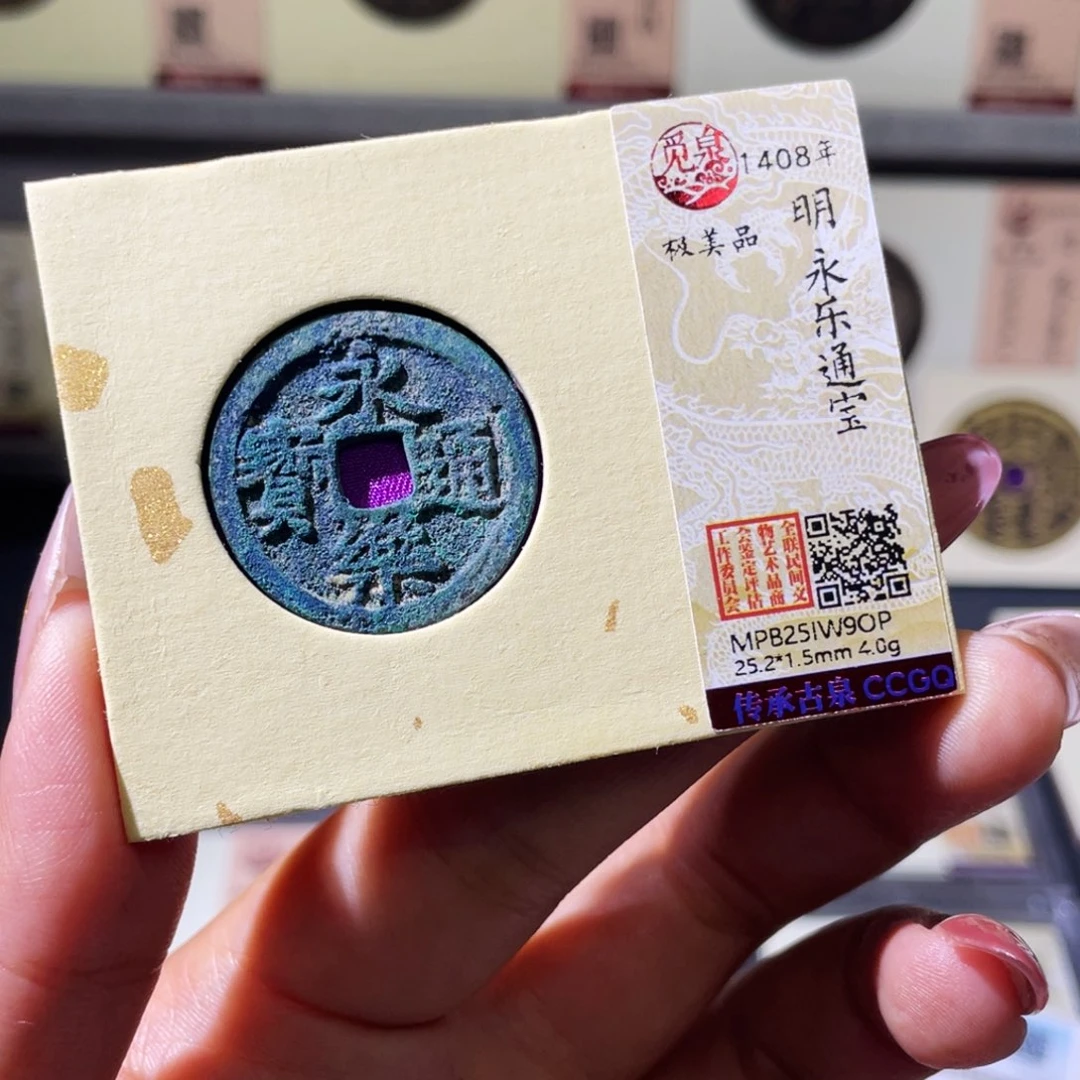 永樂通寶
覓泉
1408年
明永乐通宝
极美品
全联民间文
物艺术品商
会鉴定评估
工作委员会
MPB25IW9OP
25.2*1.5mm 4.0g
传承古泉 CCGQ